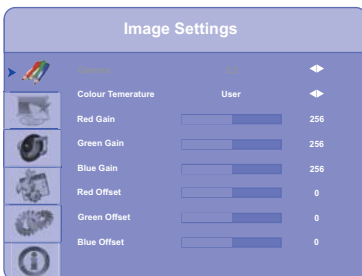 Image Settings
Colour Temerature User
Red Gain 256
Green Gain 256
Blue Gain 256
Red Offset 0
Green Offset 0
Blue Offset 0